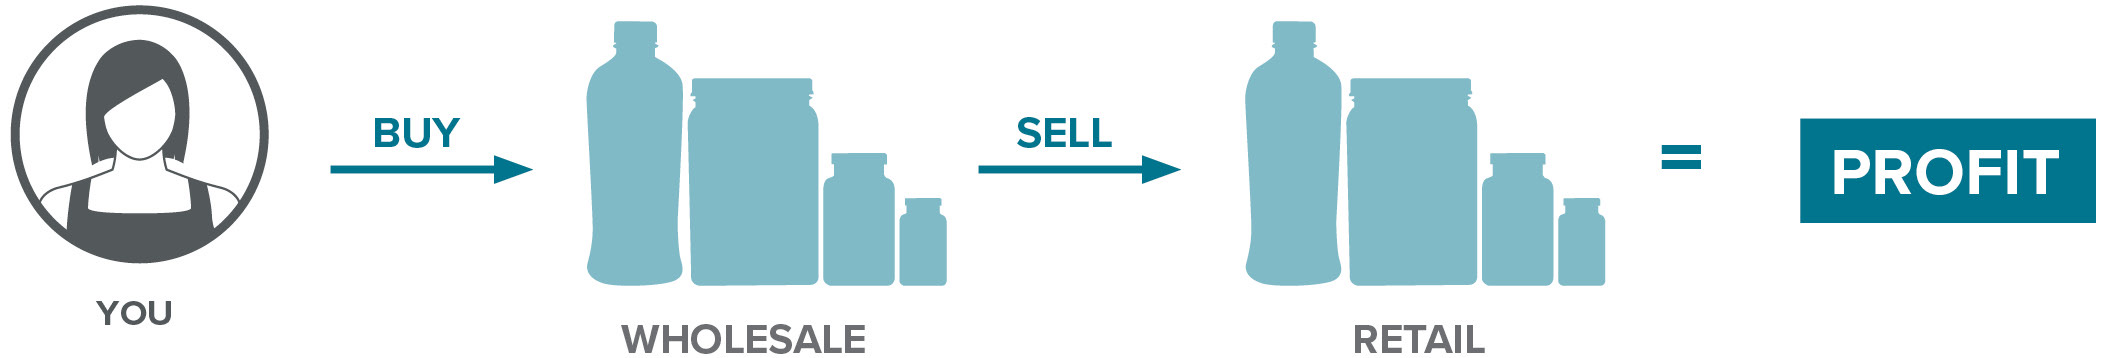 YOU
BUY
WHOLESALE
SELL
RETAIL
=
PROFIT